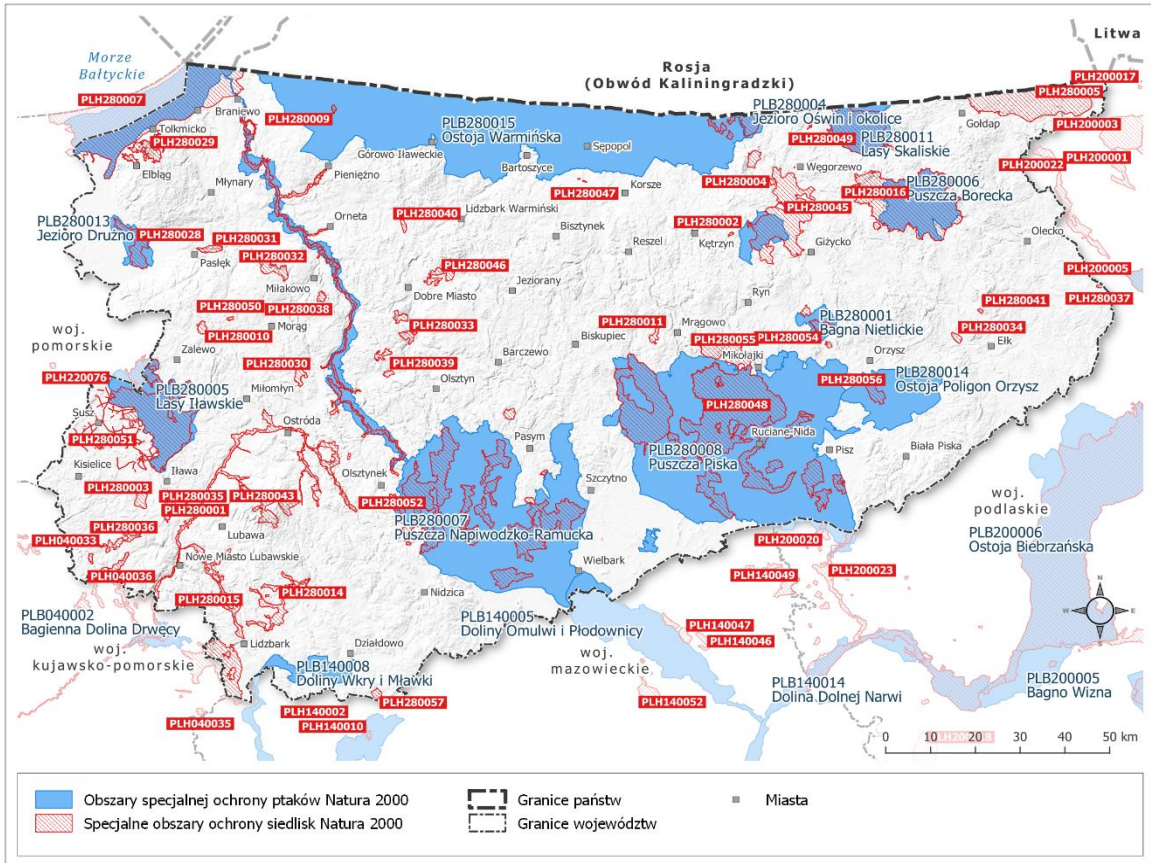 Litwa
Morze
Bałtyckie
Rosja
(Obwód Kaliningradzki)
PLH200017
PLH280007
PLH280005
Braniewo
PLH280009
PLB280004
Jezioro Oświn i okolice
Gołdap
PLB280015
Ostoja Warmińska
PLH200003
Tolkmicko
PLH280029
PLH280049
PLB280011
Lasy Skaliskie
Sępopol
Górowo Iławeckie
Bartoszyce
Elbląg
Pieniężno
Węgorzewo
PLH200022
PLH200001
Młynary
PLH280047
Korsze
PLH280004
PLH280016
PLB280006
Puszcza Borecka
PLH280040
Lidzbark Warmiński
PLH280045
PLB280013
Jezioro Drużno
Orneta
PLH280002
Kętrzyn
PLH280028
PLH280031
Bisztynek
Reszel
Giżycko
Olecko
Pasłęk
PLH280032
PLH280046
PLH200005
Miłakowo
Dobre Miasto
Jeziorany
PLH280037
PLH280038
Ryn
PLH280041
PLH280050
PLH280010
Morąg
PLH280033
PLH280011
Mrągowo
PLB280001
Bagna Nietlickie
PLH280034
Ełk
woj.
pomorskie
PLH280055
PLH280054
Zalewo
Biskupiec
Mikołajki
Orzysz
PLH280030
PLH280039
Barczewo
PLH220076
PLB280005
Lasy Iławskie
Miłomłyn
Olsztyn
PLH280056
PLB280014
Ostoja Poligon Orzysz
Susz
PLH280048
Ostróda
PLH280051
Pasym
Ruciane-Nida
Pisz
Biała Piska
PLB280008
Puszcza Piska
Kisielice
Iława
Olsztynek
PLH280003
Szczytno
PLH280035
PLH280043
PLH280052
PLH280001
woj.
podlaskie
PLB280007
Puszcza Napiwodzko-Ramucka
PLH280036
Lubawa
PLB200006
Ostoja Biebrzańska
PLH040033
PLH200020
Nowe Miasto Lubawskie
Wielbark
PLH200023
PLH040036
PLH140049
PLH280015
PLH280014
Nidzica
PLB040002
Bagienna Dolina Drwęcy
PLB140005
Doliny Omulwi i Płodownicy
PLH140047
PLH140046
Lidzbark
Działdowo
woj.
kujawsko-pomorskie
woj.
mazowieckie
PLB140008
Doliny Wkry i Mławki
PLB140014
Dolina Dolnej Narwi
PLB200005
Bagno Wizna
PLH280057
PLH140052
PLH140002
PLH040035
PLH140010
N
W E
S
0 10 20 30 40 50 km
Obszary specjalnej ochrony ptaków Natura 2000
Granice państw
Miasta
Specjalne obszary ochrony siedlisk Natura 2000
Granice województw